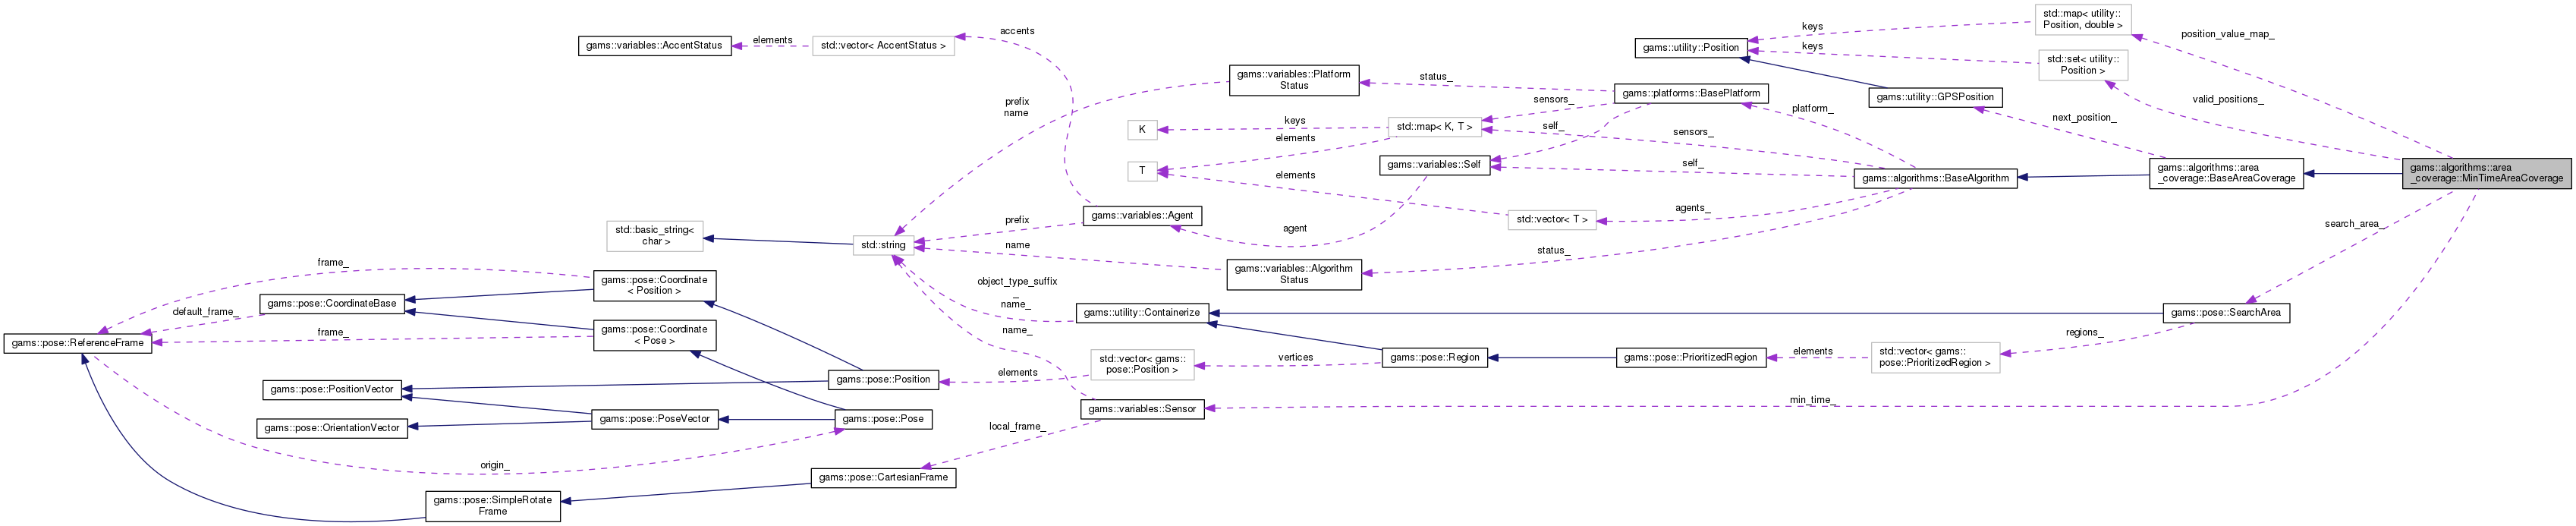 std::map< utility::
Position, double >
keys
position_value_map_
gams::variables::AccentStatus
elements
std::vector< AccentStatus >
accents
gams::utility::Position
keys
std::set< utility::
Position >
gams::variables::Platform
Status
status_
gams::platforms::BasePlatform
gams::utility::GPSPosition
valid_positions_
prefix
name
sensors_
platform_
next_position_
K
keys
std::map< K, T >
self_
sensors_
elements
T
gams::variables::Self
self_
gams::algorithms::BaseAlgorithm
gams::algorithms::area
_coverage::BaseAreaCoverage
gams::algorithms::area
_coverage::MinTimeAreaCoverage
elements
gams::variables::Agent
prefix
std::vector< T >
agents_
agent
search_area_
std::basic_string<
char >
std::string
name
status_
gams::variables::Algorithm
Status
frame_
gams::pose::Coordinate
< Position >
object_type_suffix
_
name_
gams::pose::CoordinateBase
default_frame_
gams::utility::Containerize
gams::pose::SearchArea
gams::pose::ReferenceFrame
frame_
gams::pose::Coordinate
< Pose >
name_
regions_
std::vector< gams::
pose::Position >
vertices
gams::pose::Region
gams::pose::PrioritizedRegion
elements
std::vector< gams::
pose::PrioritizedRegion >
gams::pose::PositionVector
gams::pose::Position
elements
gams::variables::Sensor
min_time_
gams::pose::OrientationVector
gams::pose::PoseVector
gams::pose::Pose
local_frame_
origin_
gams::pose::CartesianFrame
gams::pose::SimpleRotate
Frame